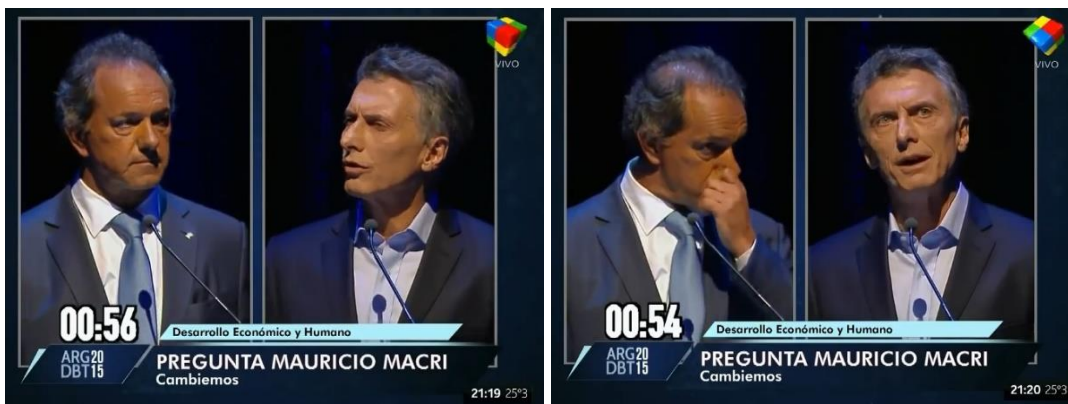 VIVO
00:56
Desarrollo Económico y Humano
ARG20
DBT15
PREGUNTA MAURICIO MACRI
Cambiemos
21:19 25°3
VIVO
00:54
Desarrollo Económico y Humano
ARG20
DBT15
PREGUNTA MAURICIO MACRI
Cambiemos
21:20 25°3